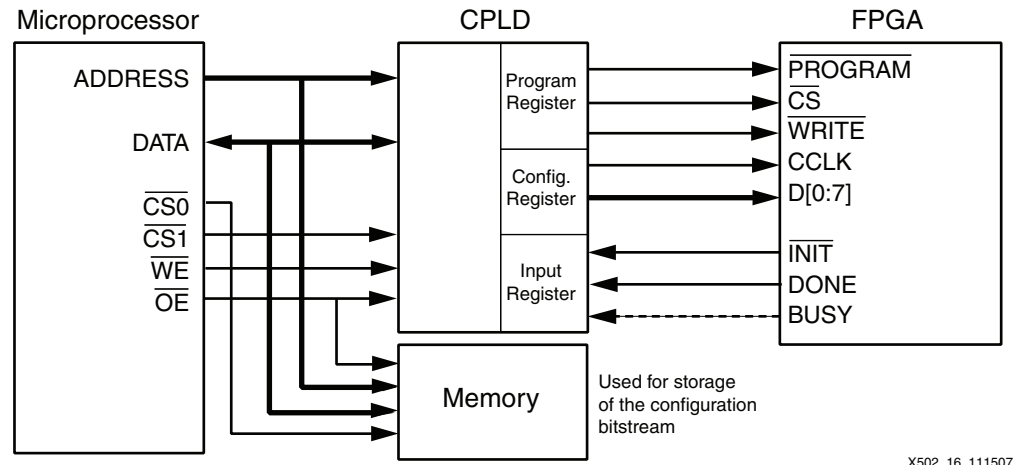 Microprocessor
CPLD
FPGA
ADDRESS
DATA
CS0
CS1
WE
OE
Program
Register
Config.
Register
Input
Register
PROGRAM
CS
WRITE
CCLK
D[0:7]
INIT
DONE
BUSY
Memory
Used for storage
of the configuration
bitstream
X502_16_111507